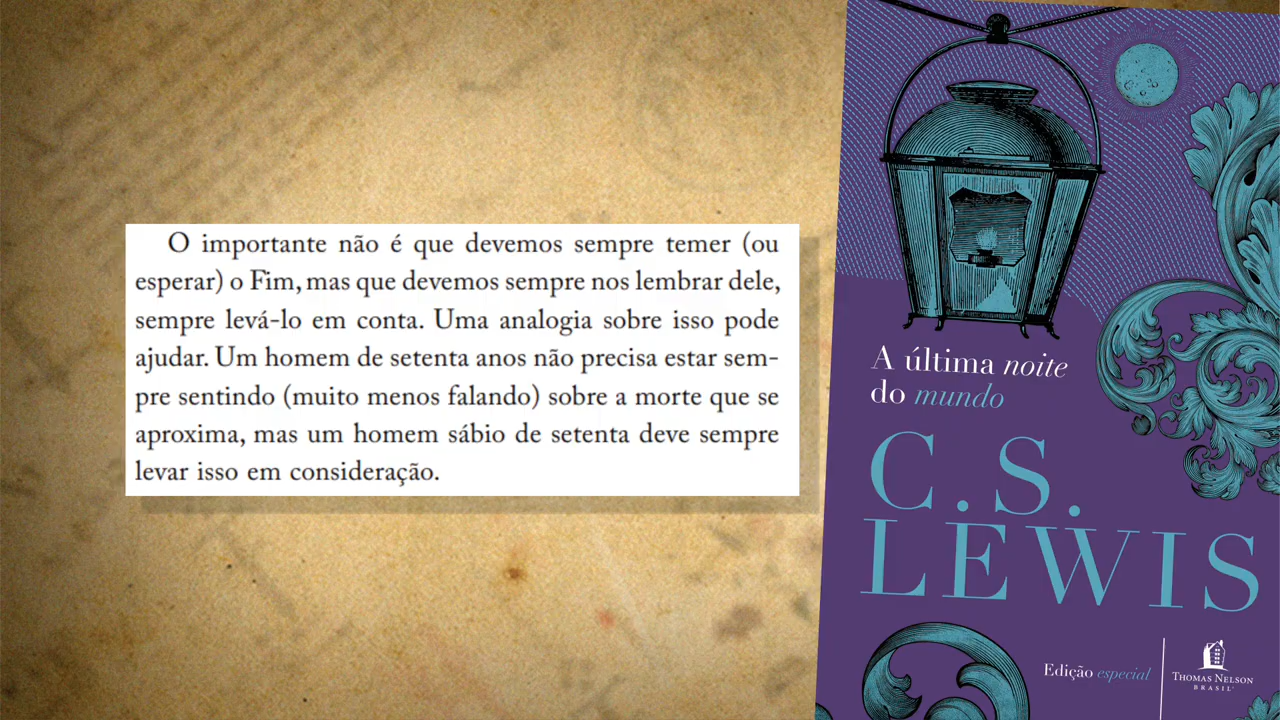 O importante não é que devemos sempre temer (ou
esperar) o Fim, mas que devemos sempre nos lembrar dele,
sempre levá-lo em conta. Uma analogia sobre isso pode
ajudar. Um homem de setenta anos não precisa estar sem-
pre sentindo (muito menos falando) sobre a morte que se
aproxima, mas um homem sábio de setenta deve sempre
levar isso em consideração.
A última noite
do mundo
C. S.
LEWIS
Edição especial
THOMAS NELSON
BRASIL